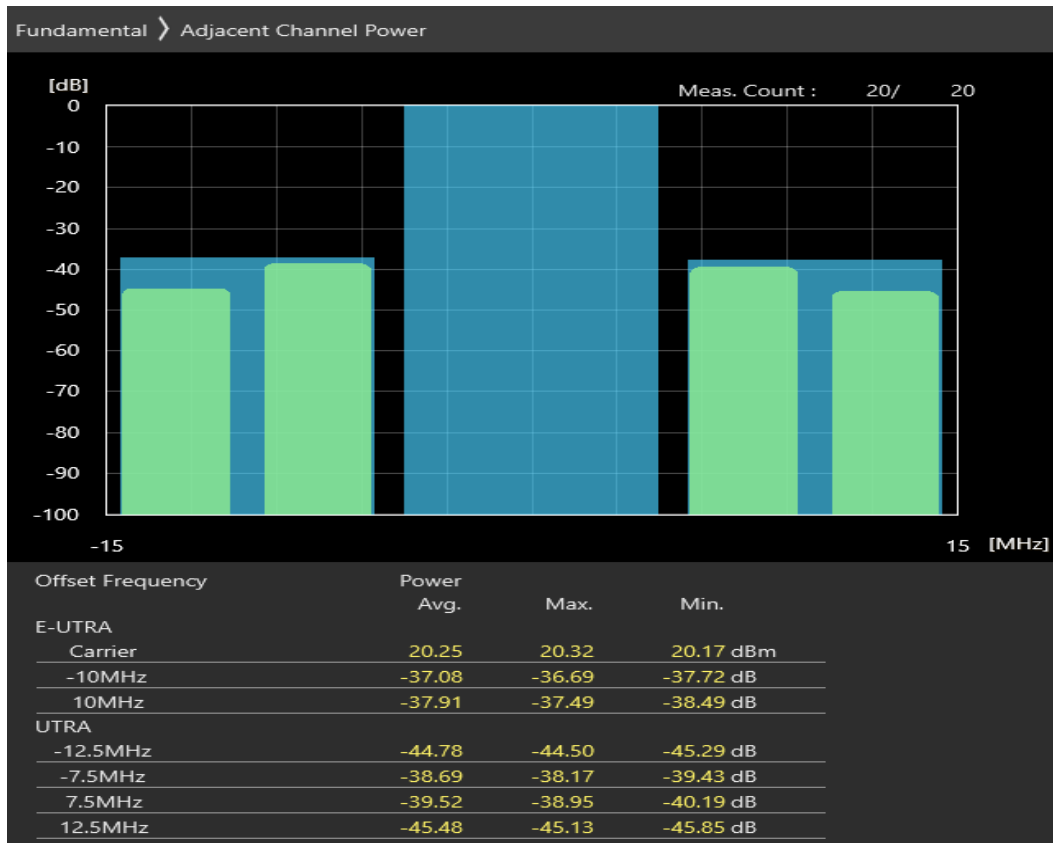 Fundamental 〉 Adjacent Channel Power
[dB]
Meas. Count : 20/ 20
0
-10
-20
-30
-40
-50
-60
-70
-80
-90
-100
-15 15 [MHz]
Offset Frequency Power
Avg. Max. Min.
E-UTRA
Carrier 20.25 20.32 20.17 dBm
-10MHz -37.08 -36.69 -37.72 dB
10MHz -37.91 -37.49 -38.49 dB
UTRA
-12.5MHz -44.78 -44.50 -45.29 dB
-7.5MHz -38.69 -38.17 -39.43 dB
7.5MHz -39.52 -38.95 -40.19 dB
12.5MHz -45.48 -45.13 -45.85 dB